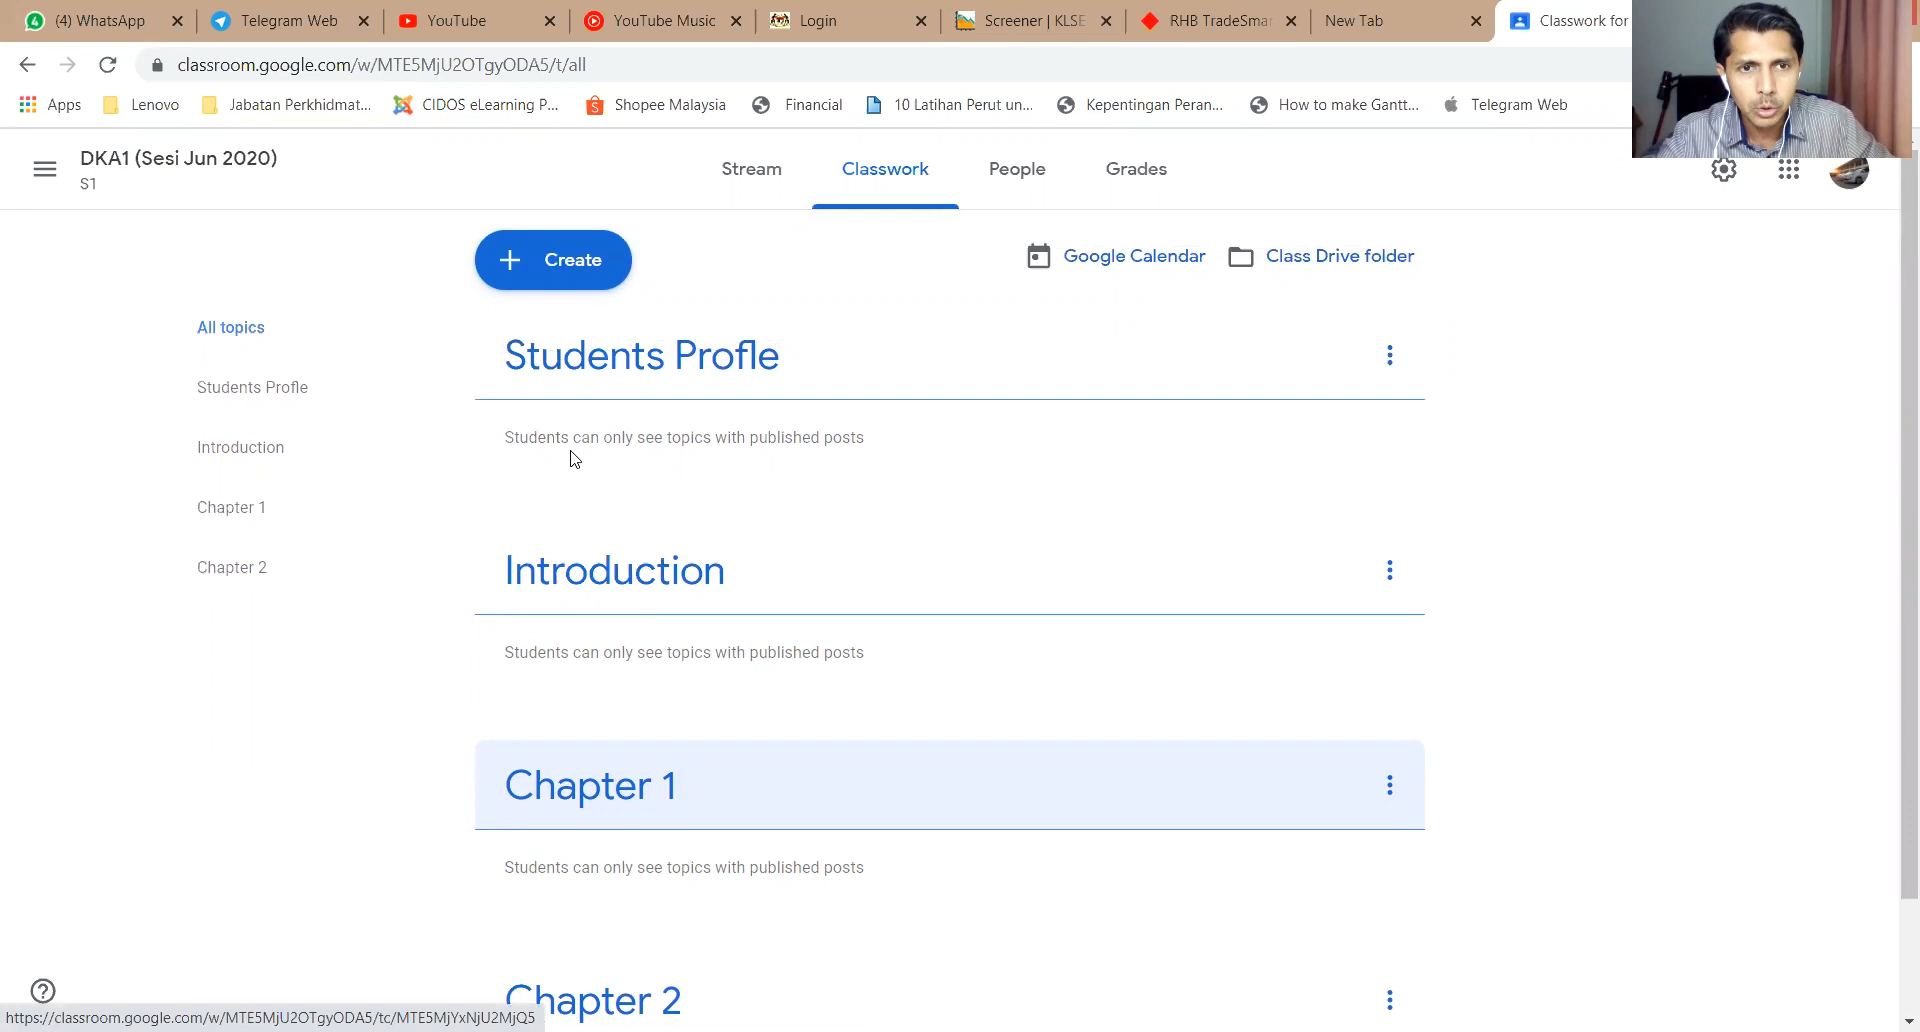 (4) WhatsApp
Telegram Web
YouTube
YouTube Music
Login
Screener | KLSE
RHB TradeSmar
New Tab
Classwork for
classroom.google.com/w/MTE5MjU2OTgyODA5/t/all
Apps
Lenovo
Jabatan Perkhidmat...
CIDOS eLearning P...
Shopee Malaysia
Financial
10 Latihan Perut un...
Kepentingan Peran...
How to make Gantt...
Telegram Web
DKA1 (Sesi Jun 2020)
S1
Stream
Classwork
People
Grades
+ Create
Google Calendar
Class Drive folder
All topics
Students Profle
Introduction
Chapter 1
Chapter 2
Students Profle
Students can only see topics with published posts
Introduction
Students can only see topics with published posts
Chapter 1
Students can only see topics with published posts
Chapter 2
https://classroom.google.com/w/MTE5MjU2OTgyODA5/tc/MTE5MjYxNjU2MjQ5